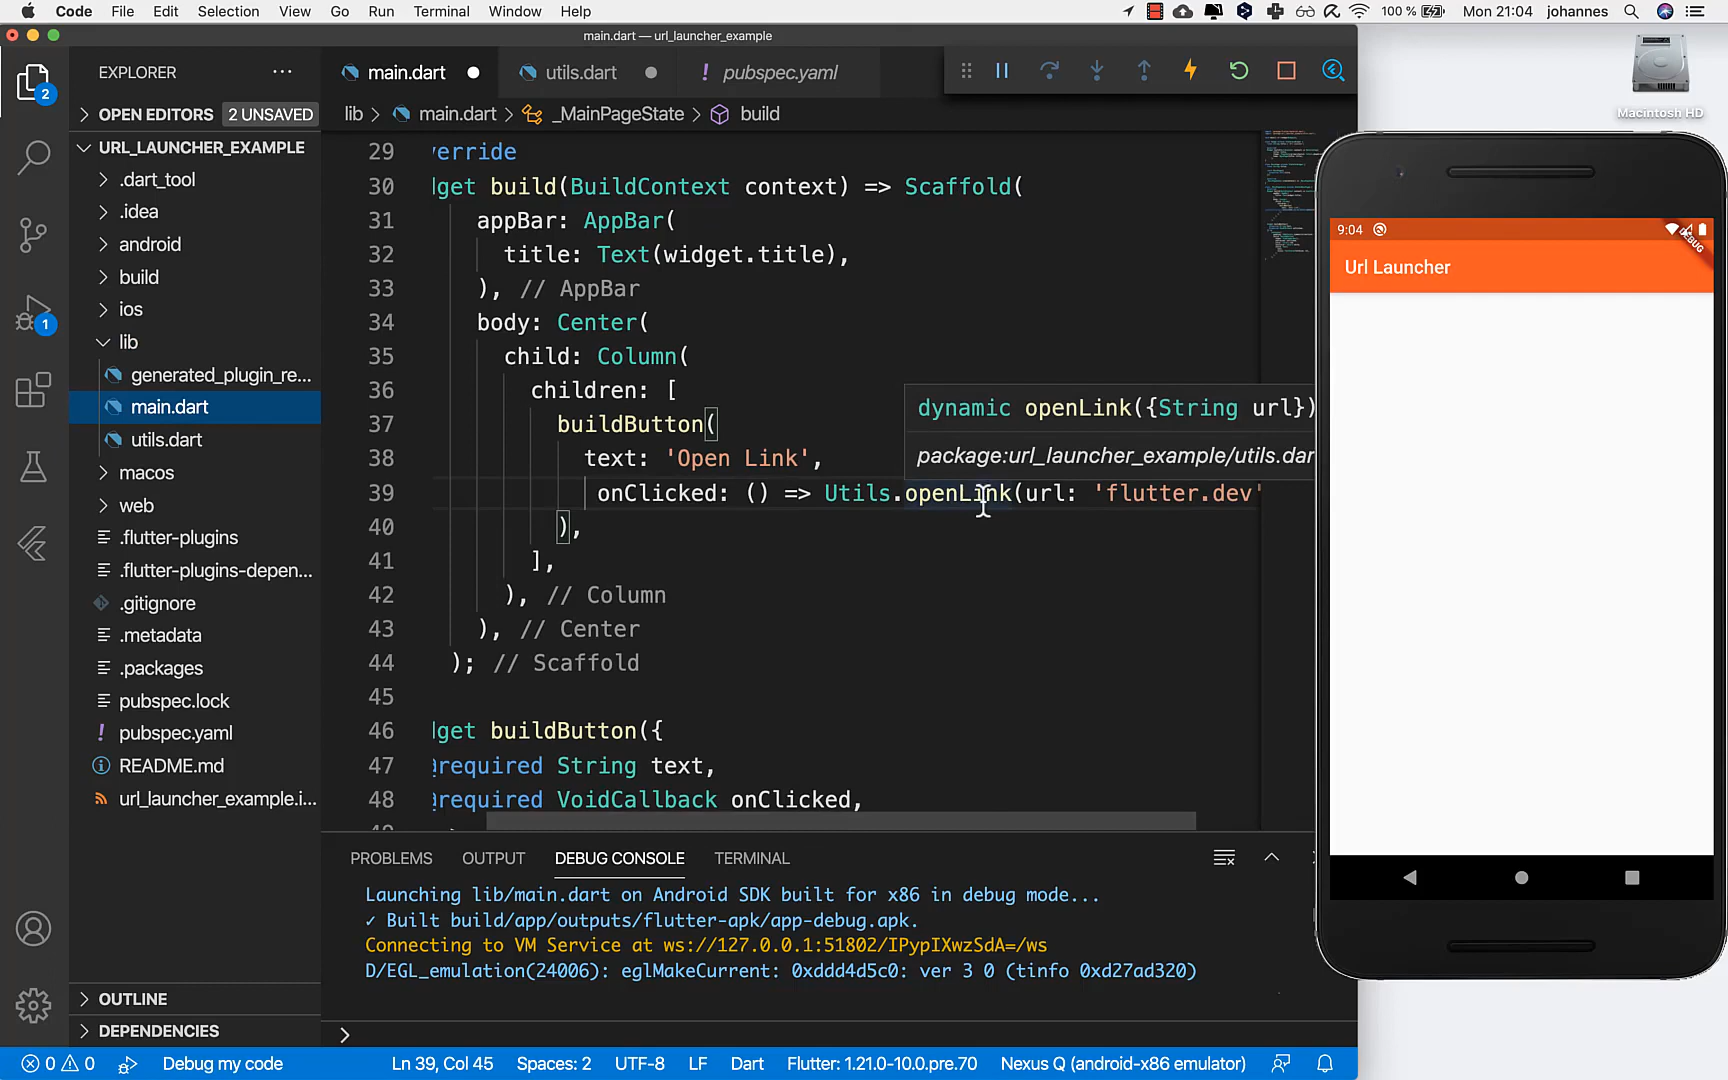 Code File Edit Selection View Go Run Terminal Window Help 100 % Mon 21:04 johannes
main.dart — url_launcher_example
Macintosh HD
EXPLORER
main.dart utils.dart ! pubspec.yaml
2
OPEN EDITORS 2 UNSAVED
lib > main.dart > _MainPageState > build
URL_LAUNCHER_EXAMPLE
.dart_tool
.idea
android
build
ios
lib
generated_plugin_re...
main.dart
utils.dart
macos
web
.flutter-plugins
.flutter-plugins-depen...
.gitignore
.metadata
.packages
pubspec.lock
! pubspec.yaml
README.md
url_launcher_example.i...
1
OUTLINE
DEPENDENCIES
29 verride
30 dget build(BuildContext context) => Scaffold(
31 appBar: AppBar(
32 title: Text(widget.title),
33 ), // AppBar
34 body: Center(
35 child: Column(
36 children: [
37 buildButton(
38 text: 'Open Link',
39 onClicked: () => Utils.openLink(url: 'flutter.dev'
40 ),
41 ],
42 ), // Column
43 ), // Center
44 ); // Scaffold
45
46 dget buildButton({
47 @required String text,
48 @required VoidCallback onClicked,
dynamic openLink({String url})
package:url_launcher_example/utils.dar
PROBLEMS OUTPUT DEBUG CONSOLE TERMINAL
Launching lib/main.dart on Android SDK built for x86 in debug mode...
✓ Built build/app/outputs/flutter-apk/app-debug.apk.
Connecting to VM Service at ws://127.0.0.1:51802/IPypIXwzSdA=/ws
D/EGL_emulation(24006): eglMakeCurrent: 0xddd4d5c0: ver 3 0 (tinfo 0xd27ad320)
>
0 0 Debug my code Ln 39, Col 45 Spaces: 2 UTF-8 LF Dart Flutter: 1.21.0-10.0.pre.70 Nexus Q (android-x86 emulator)
9:04
DEBUG
Url Launcher